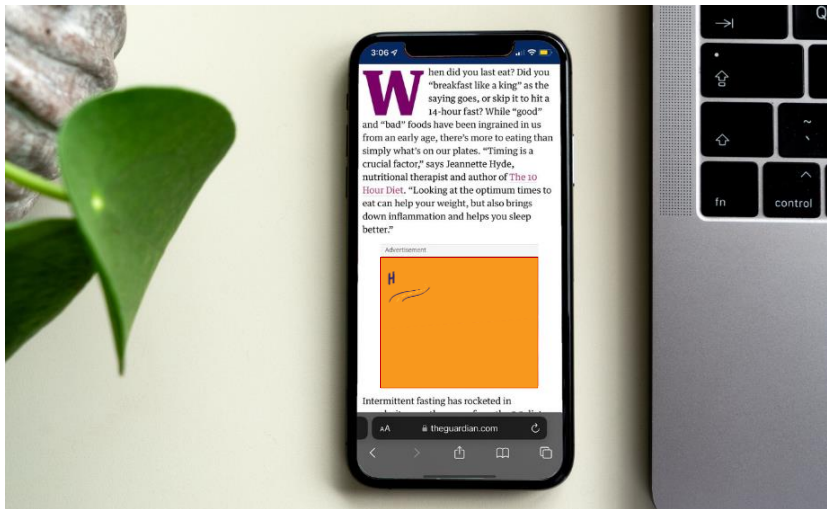 3:06
When did you last eat? Did you
“breakfast like a king” as the
saying goes, or skip it to hit a
14-hour fast? While “good”
and “bad” foods have been ingrained in us
from an early age, there’s more to eating than
simply what’s on our plates. “Timing is a
crucial factor,” says Jeannette Hyde,
nutritional therapist and author of The 10
Hour Diet. “Looking at the optimum times to
eat can help your weight, but also brings
down inflammation and helps you sleep
better.”
Advertisement
H
Intermittent fasting has rocketed in
AA
theguardian.com
Q
~
`
fn
control